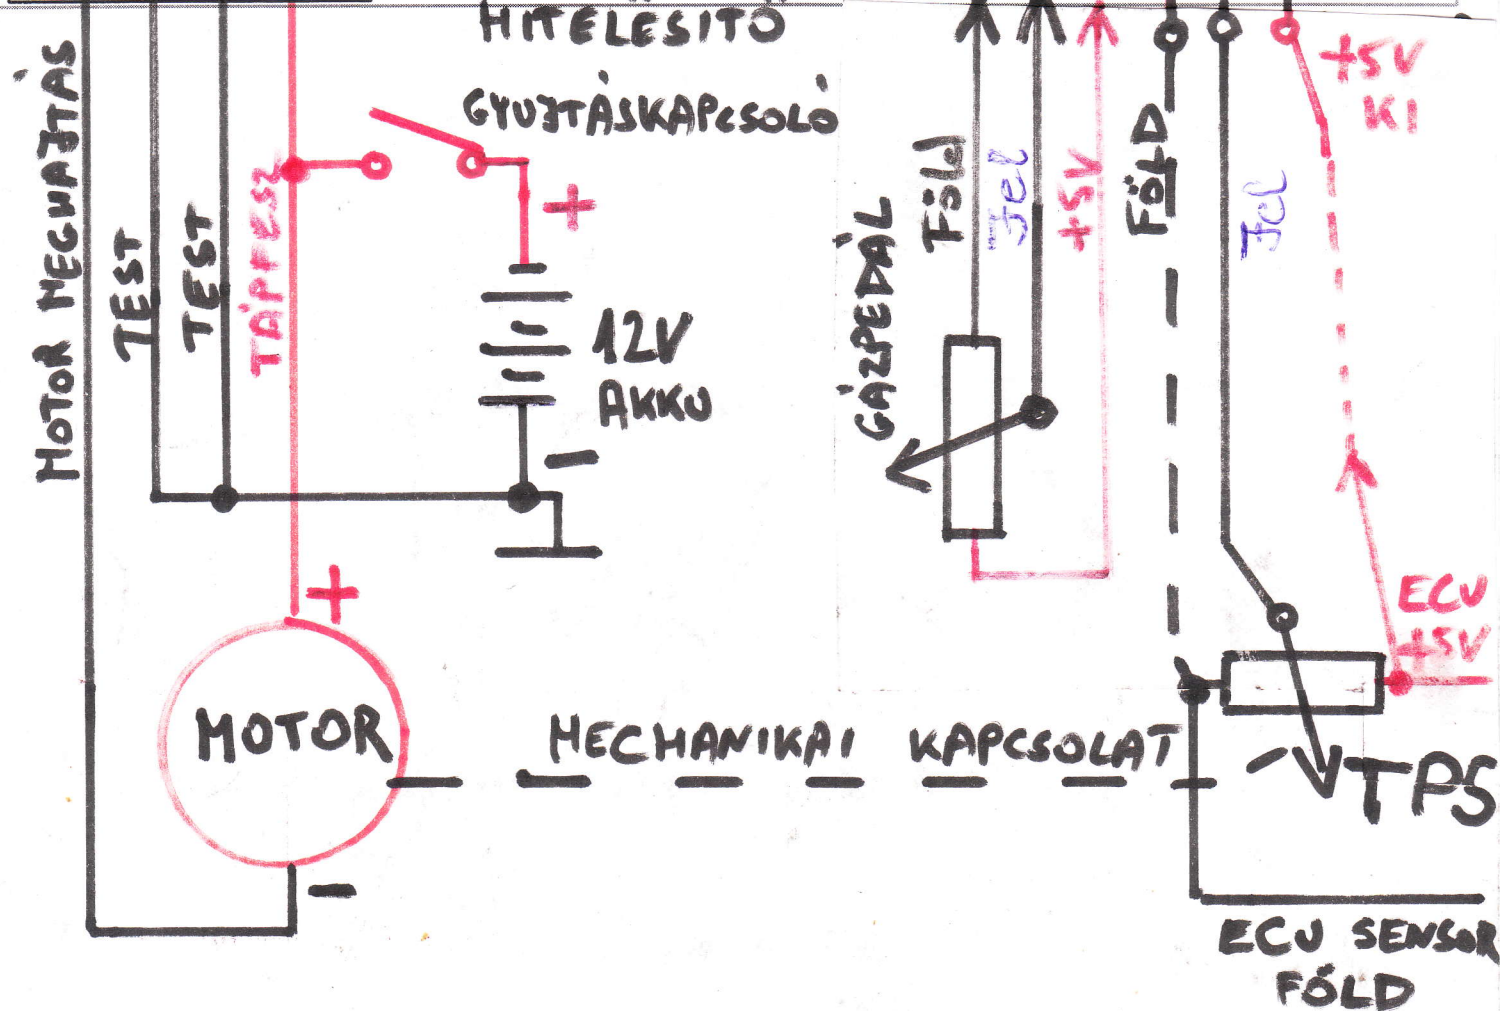 HITELESITŐ
GYUJTÁSKAPCSOLÓ
MOTOR MEGHAJTÁS
TEST
TEST
TÁPFESZ
+
12V
AKKU
-
+
MOTOR
-
GÁZPEDÁL
Föld
Jel
+5V
FÖLD
Jel
+5V
KI
ECU
+5V
MECHANIKAI KAPCSOLAT
TPS
ECU SENSOR
FÖLD